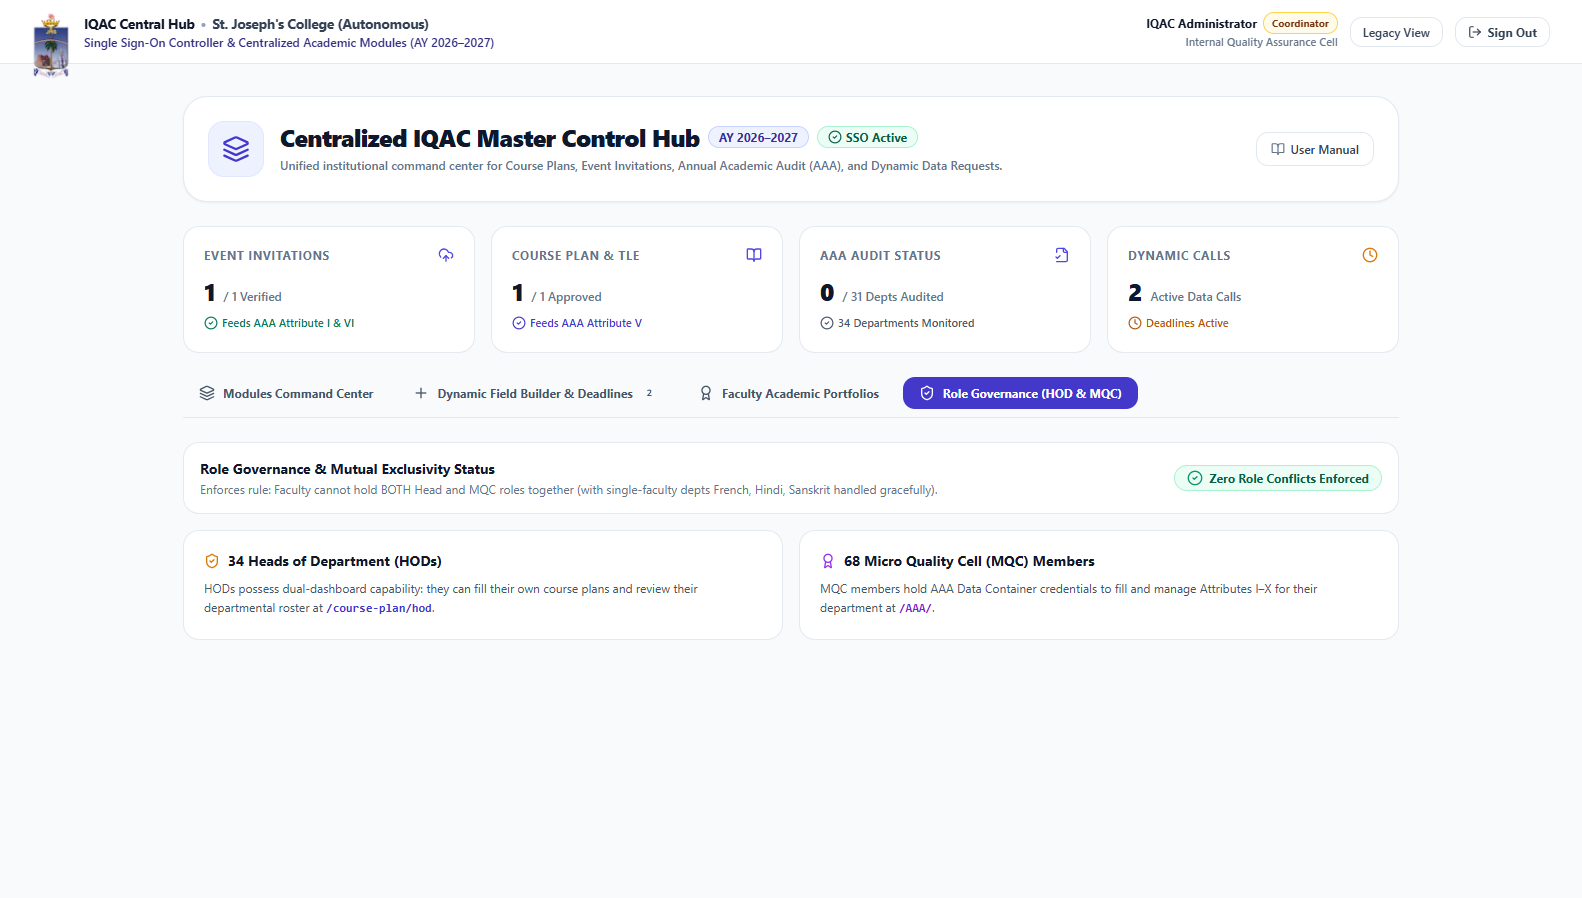 IQAC Central Hub • St. Joseph's College (Autonomous)
Single Sign-On Controller & Centralized Academic Modules (AY 2026–2027)
IQAC Administrator Coordinator
Internal Quality Assurance Cell
Legacy View
Sign Out
Centralized IQAC Master Control Hub AY 2026–2027 SSO Active
Unified institutional command center for Course Plans, Event Invitations, Annual Academic Audit (AAA), and Dynamic Data Requests.
User Manual
EVENT INVITATIONS
1 / 1 Verified
Feeds AAA Attribute I & VI
COURSE PLAN & TLE
1 / 1 Approved
Feeds AAA Attribute V
AAA AUDIT STATUS
0 / 31 Depts Audited
34 Departments Monitored
DYNAMIC CALLS
2 Active Data Calls
Deadlines Active
Modules Command Center
Dynamic Field Builder & Deadlines 2
Faculty Academic Portfolios
Role Governance (HOD & MQC)
Role Governance & Mutual Exclusivity Status
Enforces rule: Faculty cannot hold BOTH Head and MQC roles together (with single-faculty depts French, Hindi, Sanskrit handled gracefully).
Zero Role Conflicts Enforced
34 Heads of Department (HODs)
HODs possess dual-dashboard capability: they can fill their own course plans and review their
departmental roster at /course-plan/hod.
68 Micro Quality Cell (MQC) Members
MQC members hold AAA Data Container credentials to fill and manage Attributes I–X for their
department at /AAA/.